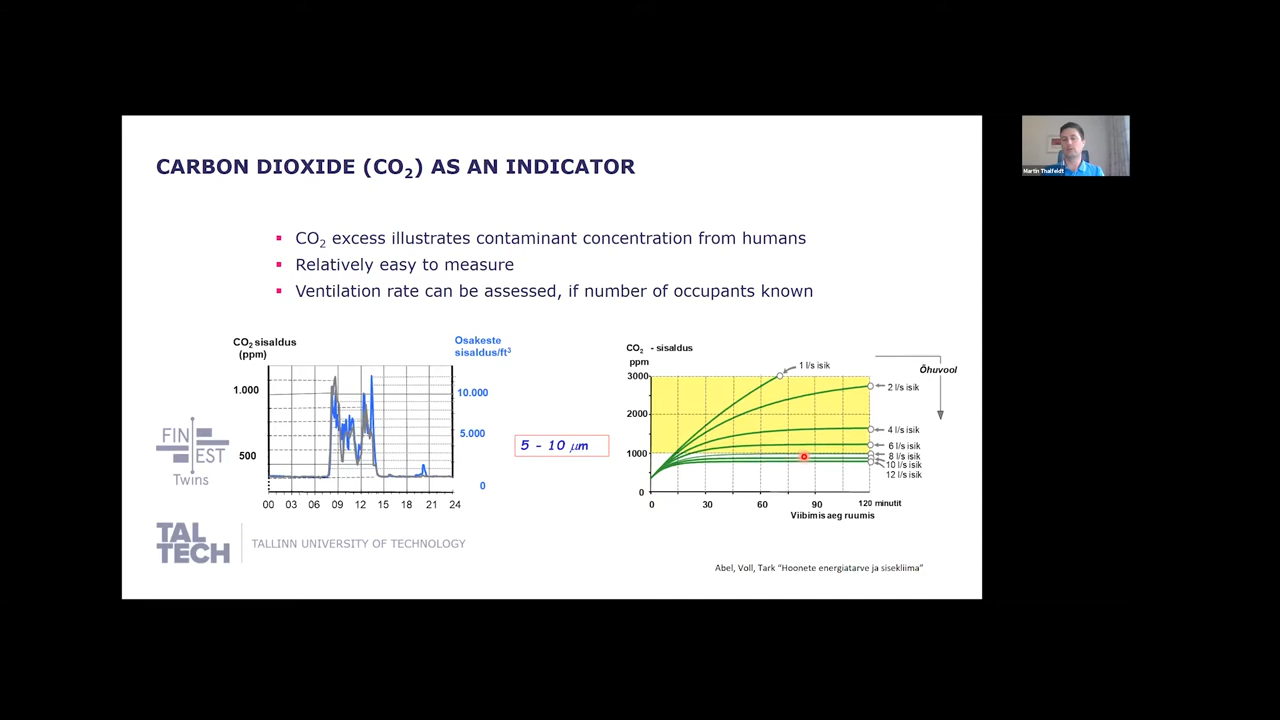 CARBON DIOXIDE (CO₂) AS AN INDICATOR
CO₂ excess illustrates contaminant concentration from humans
Relatively easy to measure
Ventilation rate can be assessed, if number of occupants known
CO₂ sisaldus
(ppm)
Osakeste
sisaldus/ft³
1.000
500
10.000
5.000
0
00 03 06 09 12 15 18 21 24
5 - 10 μm
CO₂ - sisaldus
ppm
3000
2000
1000
0
0 30 60 90 120 minutit
Viibimisaeg ruumis
1 l/s isik
2 l/s isik
4 l/s isik
6 l/s isik
8 l/s isik
10 l/s isik
12 l/s isik
Õhuvool
FIN
EST
Twins
TAL
TECH
TALLINN UNIVERSITY OF TECHNOLOGY
Abel, Voll, Tark “Hoonete energiatarve ja sisekliima”
Martin Thalfeldt